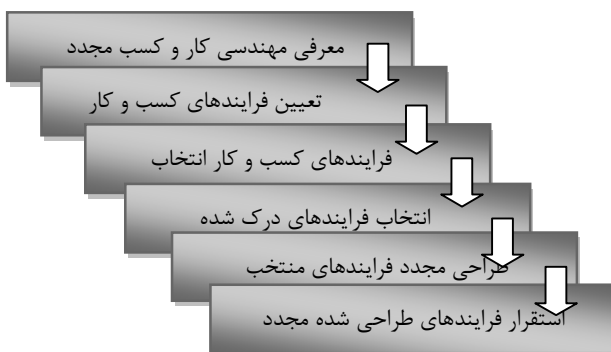 معرفی مهندسی کار و کسب مجدد
تعیین فرایندهای کسب و کار
فرایندهای کسب و کار انتخاب
انتخاب فرایندهای درک شده
طراحی مجدد فرایندهای منتخب
استقرار فرایندهای طراحی شده مجدد